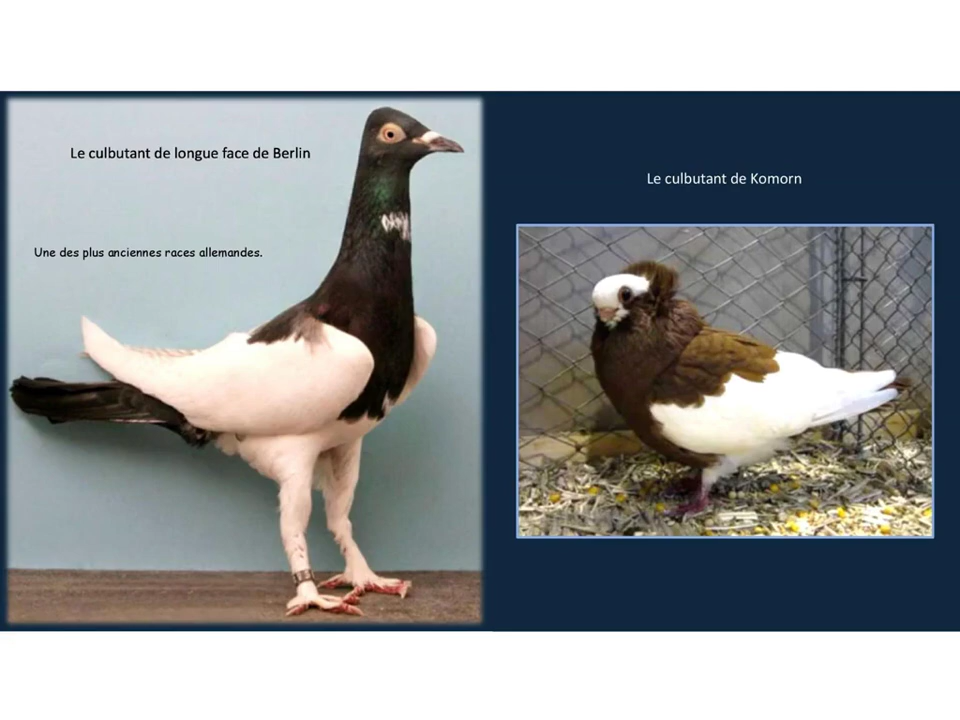 Le culbutant de longue face de Berlin
Une des plus anciennes races allemandes.
Le culbutant de Komorn